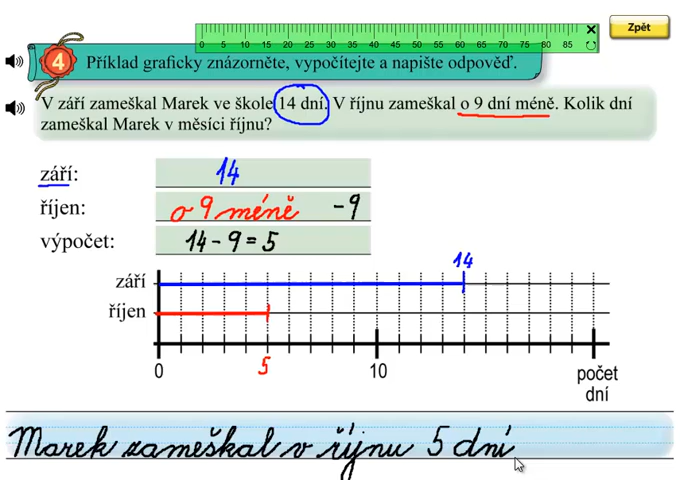 Zpět
0 5 10 15 20 25 30 35 40 45 50 55 60 65 70 75 80 85
4 Příklad graficky znázorněte, vypočítejte a napište odpověď.
V září zameškal Marek ve škole 14 dní. V říjnu zameškal o 9 dní méně. Kolik dní
zameškal Marek v měsíci říjnu?
září: 14
říjen: o 9 méně -9
výpočet: 14-9=5
14
září
říjen
0 5 10 počet
dní
Marek zameškal v říjnu 5 dní